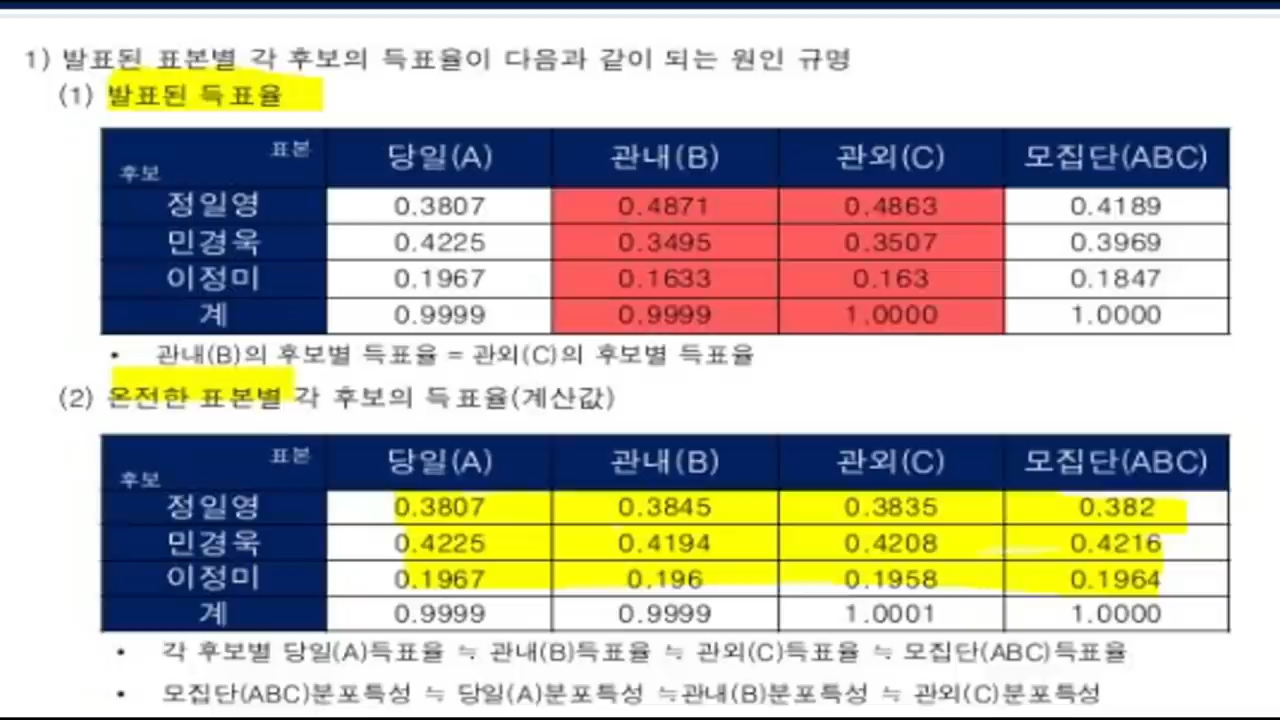 1) 발표된 표본별 각 후보의 득표율이 다음과 같이 되는 원인 규명
(1) 발표된 득표율
표본 후보 당일(A) 관내(B) 관외(C) 모집단(ABC)
정일영 0.3807 0.4871 0.4863 0.4189
민경욱 0.4225 0.3495 0.3507 0.3969
이정미 0.1967 0.1633 0.163 0.1847
계 0.9999 0.9999 1.0000 1.0000
• 관내(B)의 후보별 득표율 = 관외(C)의 후보별 득표율
(2) 온전한 표본별 각 후보의 득표율(계산값)
표본 후보 당일(A) 관내(B) 관외(C) 모집단(ABC)
정일영 0.3807 0.3845 0.3835 0.382
민경욱 0.4225 0.4194 0.4208 0.4216
이정미 0.1967 0.196 0.1958 0.1964
계 0.9999 0.9999 1.0001 1.0000
• 각 후보별 당일(A)득표율 ≒ 관내(B)득표율 ≒ 관외(C)득표율 ≒ 모집단(ABC)득표율
• 모집단(ABC)분포특성 ≒ 당일(A)분포특성 ≒관내(B)분포특성 ≒ 관외(C)분포특성